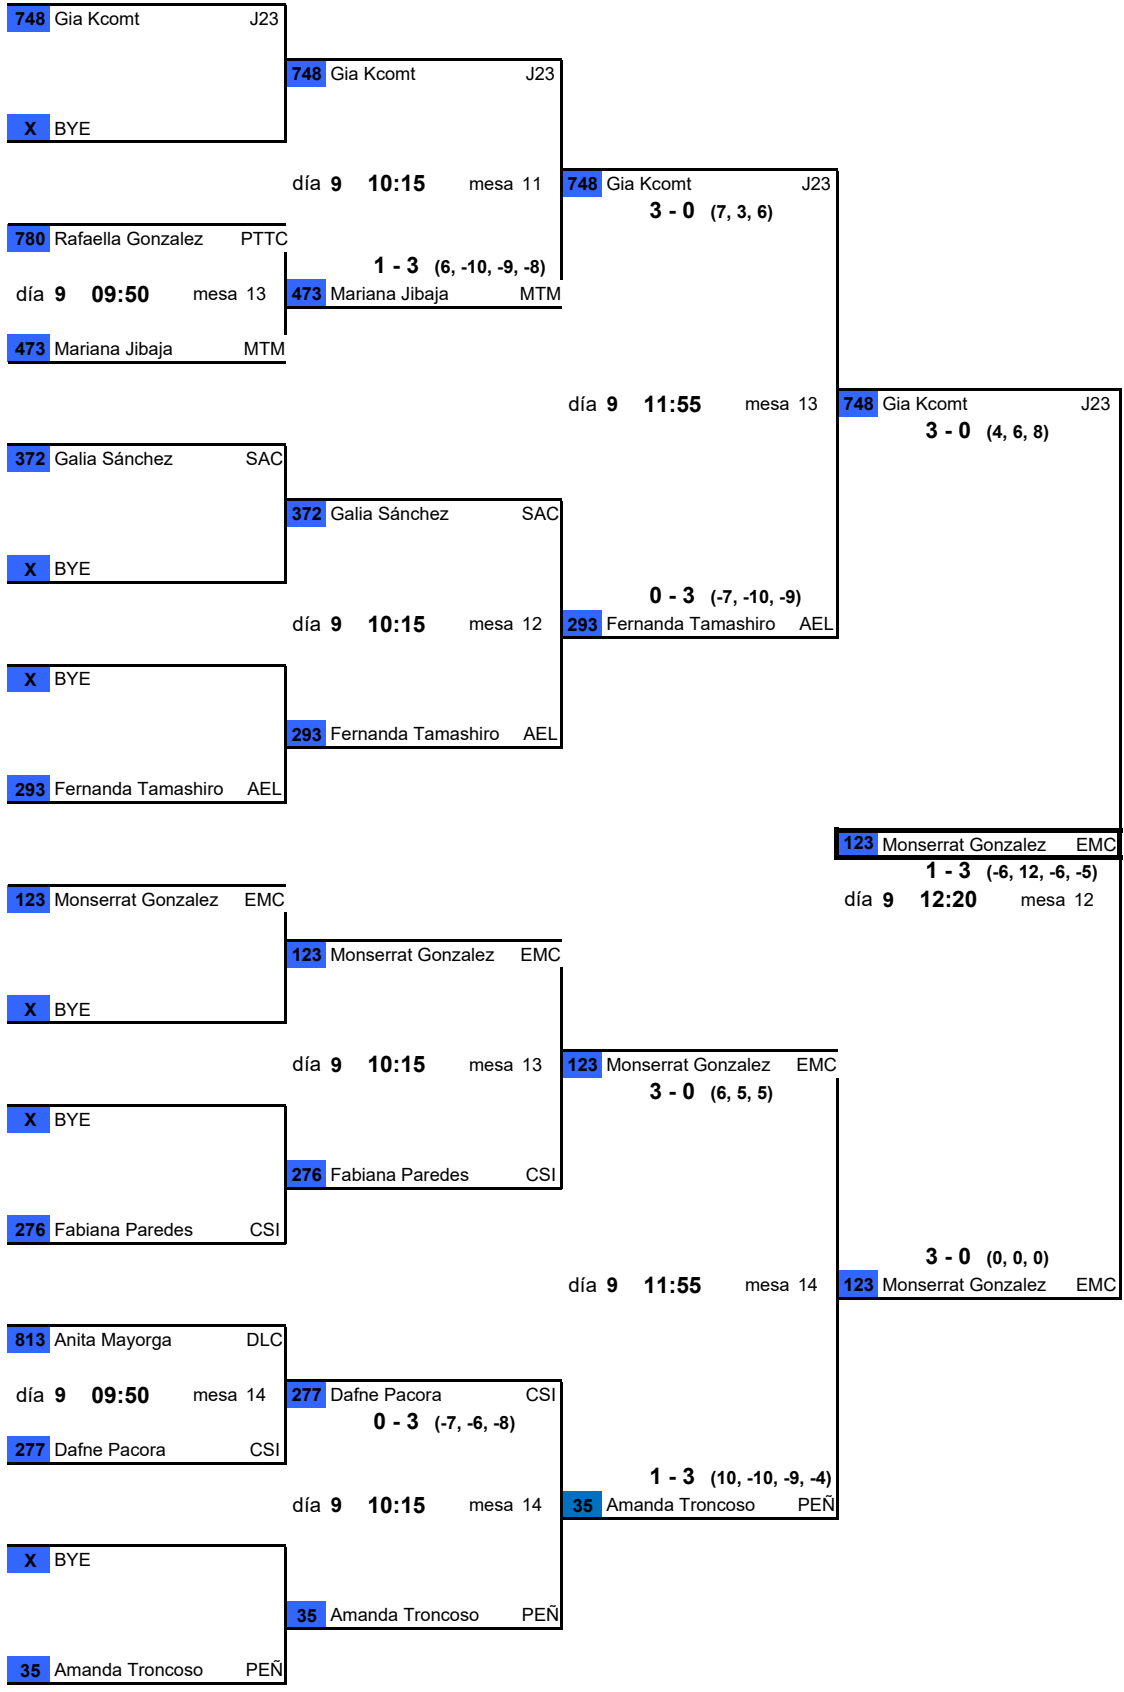 748 Gia Kcomt J23
748 Gia Kcomt J23
X BYE
día 9 10:15 mesa 11
748 Gia Kcomt J23
3 - 0 (7, 3, 6)
780 Rafaella Gonzalez PTTC
1 - 3 (6, -10, -9, -8)
día 9 09:50 mesa 13
473 Mariana Jibaja MTM
473 Mariana Jibaja MTM
día 9 11:55 mesa 13
748 Gia Kcomt J23
3 - 0 (4, 6, 8)
372 Galia Sánchez SAC
372 Galia Sánchez SAC
X BYE
0 - 3 (-7, -10, -9)
día 9 10:15 mesa 12
293 Fernanda Tamashiro AEL
X BYE
293 Fernanda Tamashiro AEL
293 Fernanda Tamashiro AEL
123 Monserrat Gonzalez EMC
1 - 3 (-6, 12, -6, -5)
123 Monserrat Gonzalez EMC
día 9 12:20 mesa 12
123 Monserrat Gonzalez EMC
X BYE
día 9 10:15 mesa 13
123 Monserrat Gonzalez EMC
3 - 0 (6, 5, 5)
X BYE
276 Fabiana Paredes CSI
276 Fabiana Paredes CSI
3 - 0 (0, 0, 0)
día 9 11:55 mesa 14
123 Monserrat Gonzalez EMC
813 Anita Mayorga DLC
día 9 09:50 mesa 14
277 Dafne Pacora CSI
0 - 3 (-7, -6, -8)
277 Dafne Pacora CSI
1 - 3 (10, -10, -9, -4)
día 9 10:15 mesa 14
35 Amanda Troncoso PEÑ
X BYE
35 Amanda Troncoso PEÑ
35 Amanda Troncoso PEÑ